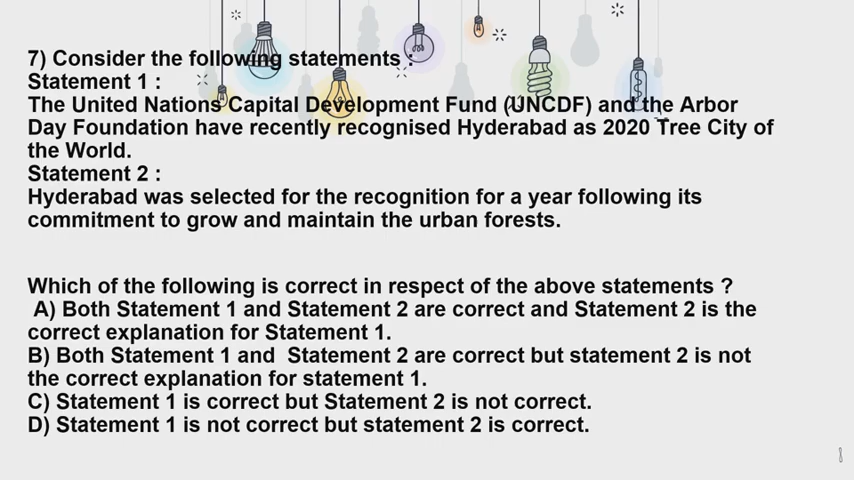 7) Consider the following statements :
Statement 1 :
The United Nations Capital Development Fund (UNCDF) and the Arbor
Day Foundation have recently recognised Hyderabad as 2020 Tree City of
the World.
Statement 2 :
Hyderabad was selected for the recognition for a year following its
commitment to grow and maintain the urban forests.
Which of the following is correct in respect of the above statements ?
A) Both Statement 1 and Statement 2 are correct and Statement 2 is the
correct explanation for Statement 1.
B) Both Statement 1 and Statement 2 are correct but statement 2 is not
the correct explanation for statement 1.
C) Statement 1 is correct but Statement 2 is not correct.
D) Statement 1 is not correct but statement 2 is correct.